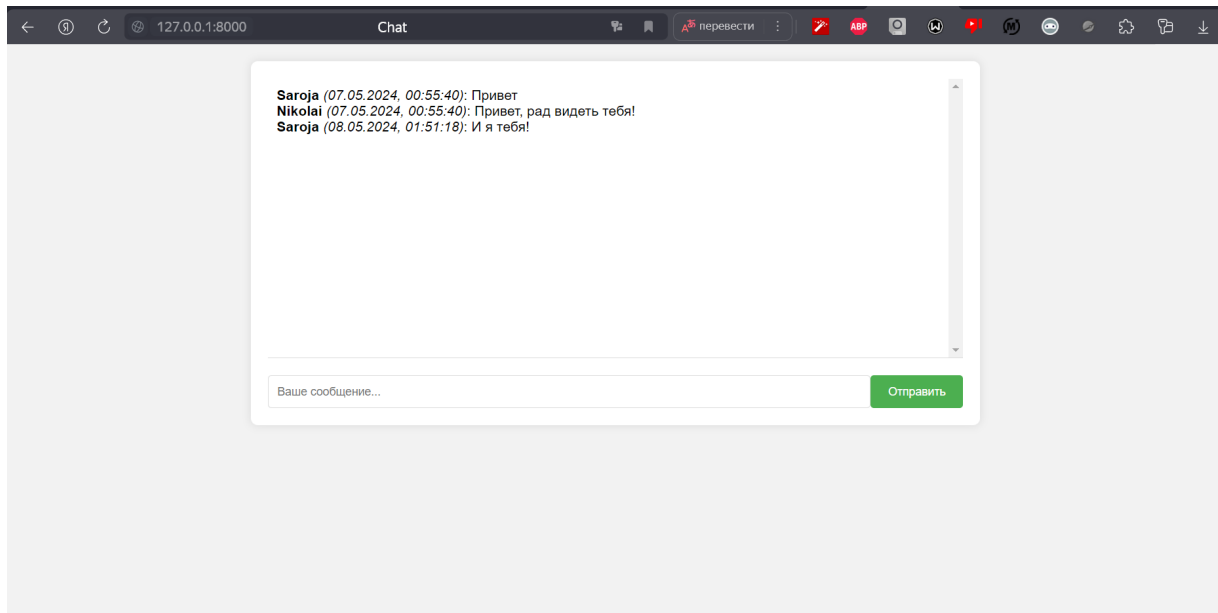 127.0.0.1:8000 Chat перевести
ABP
Saroja (07.05.2024, 00:55:40): Привет
Nikolai (07.05.2024, 00:55:40): Привет, рад видеть тебя!
Saroja (08.05.2024, 01:51:18): И я тебя!
Ваше сообщение... Отправить